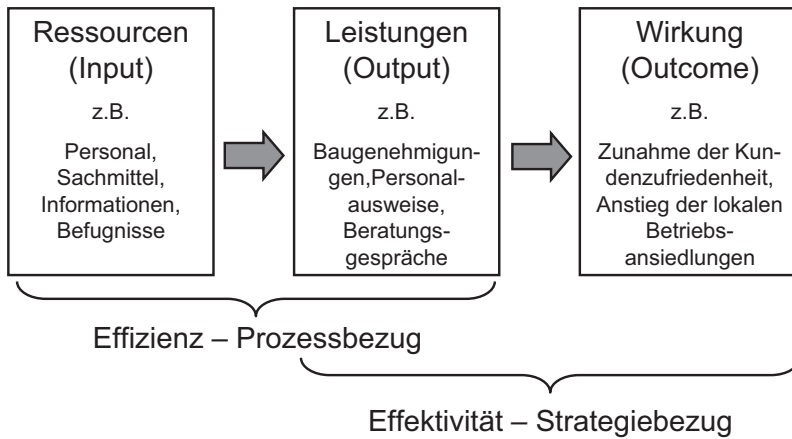 Ressourcen
(Input)
z.B.
Personal,
Sachmittel,
Informationen,
Befugnisse
Leistungen
(Output)
z.B.
Baugenehmigun-
gen,Personal-
ausweise,
Beratungs-
gespräche
Wirkung
(Outcome)
z.B.
Zunahme der Kun-
denzufriedenheit,
Anstieg der lokalen
Betriebs-
ansiedlungen
Effizienz – Prozessbezug
Effektivität – Strategiebezug